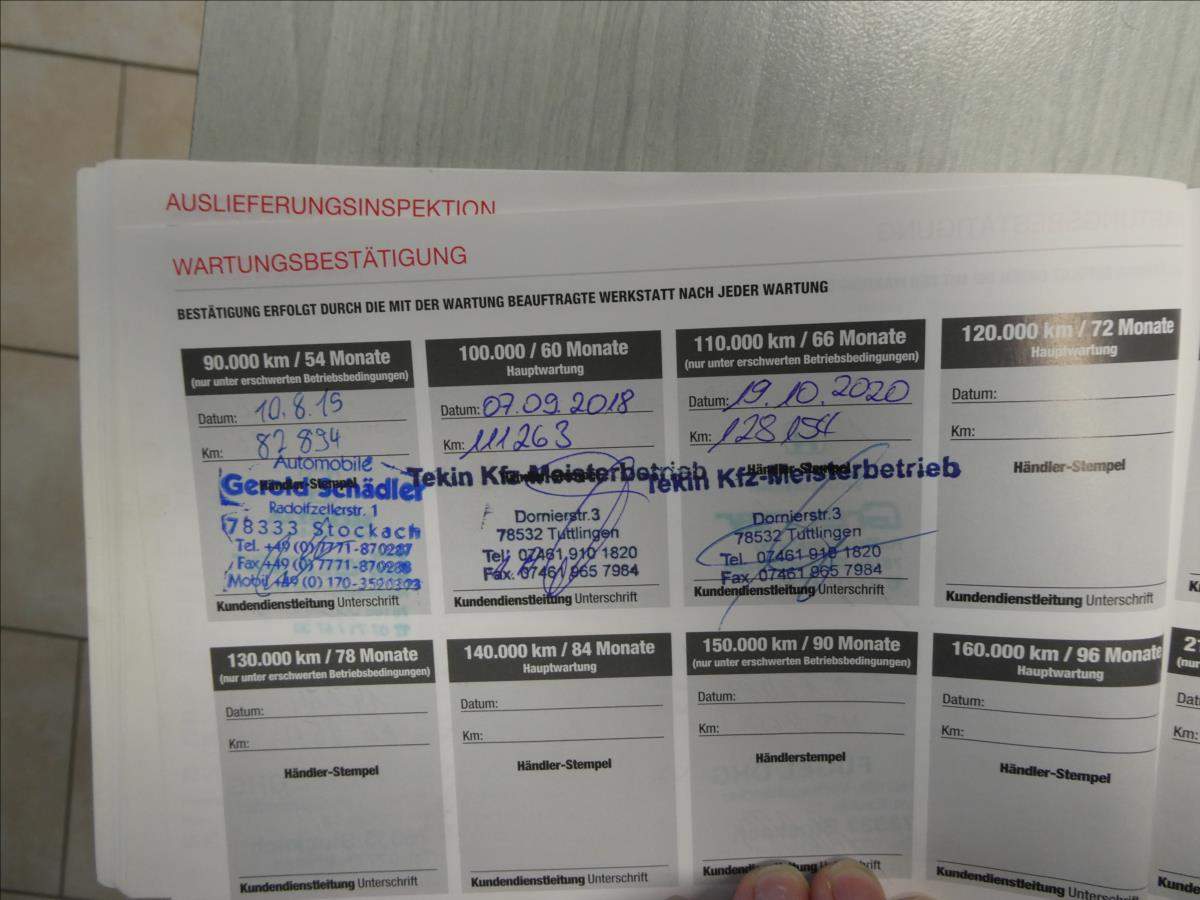 AUSLIEFERUNGSINSPEKTION
WARTUNGSBESTÄTIGUNG
BESTÄTIGUNG ERFOLGT DURCH DIE MIT DER WARTUNG BEAUFTRAGTE WERKSTATT NACH JEDER WARTUNG
90.000 km / 54 Monate
(nur unter erschwerten Betriebsbedingungen)
Datum: 10.8.15
Km: 87 894
Automobile
Händler-Stempel
Gerold Schädler
Radolfzellerstr. 1
78333 Stockach
Tel. +49 (0) 7771-870287
Fax +49 (0) 7771-870288
Mobil +49 (0) 170-3520303
Kundendienstleitung Unterschrift
100.000 / 60 Monate
Hauptwartung
Datum: 07.09.2018
Km: 111263
Tekin Kfz-Meisterbetrieb
Dornierstr.3
78532 Tuttlingen
Tel. 07461 910 1820
Fax. 07461 965 7984
Kundendienstleitung Unterschrift
110.000 / 66 Monate
(nur unter erschwerten Betriebsbedingungen)
Datum: 19.10.2020
Km: 128 154
Händler-Stempel
Tekin Kfz-Meisterbetrieb
Dornierstr.3
78532 Tuttlingen
Tel. 07461 910 1820
Fax. 07461 965 7984
Kundendienstleitung Unterschrift
120.000 km / 72 Monate
Hauptwartung
Datum:
Km:
Händler-Stempel
Kundendienstleitung Unterschrift
130.000 km / 78 Monate
(nur unter erschwerten Betriebsbedingungen)
Datum:
Km:
Händler-Stempel
Kundendienstleitung Unterschrift
140.000 km / 84 Monate
Hauptwartung
Datum:
Km:
Händler-Stempel
Kundendienstleitung Unterschrift
150.000 km / 90 Monate
(nur unter erschwerten Betriebsbedingungen)
Datum:
Km:
Händlerstempel
160.000 km / 96 Monate
Hauptwartung
Datum:
Km:
Händler-Stempel
Kundendienstleitung
Km: